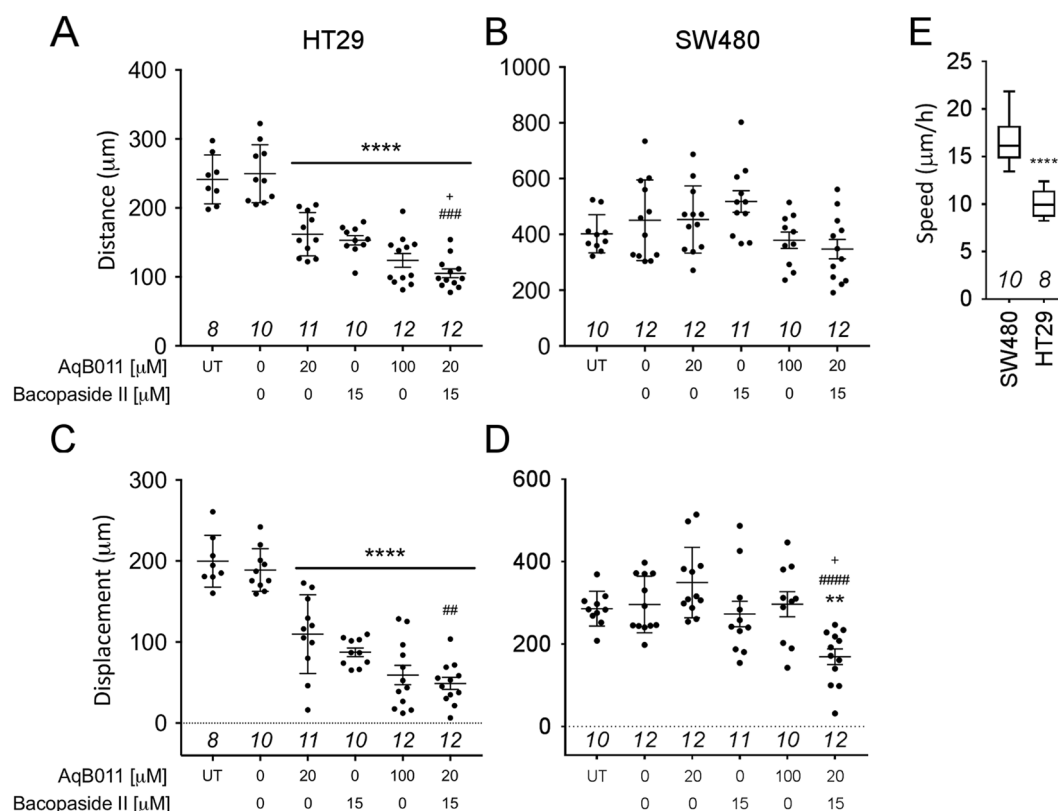 A
HT29
B
SW480
E
Distance (µm)
400
300
200
100
0
****
+
###
8 10 11 10 12 12
AqB011 [µM] UT 0 20 0 100 20
Bacopaside II [µM] 0 0 15 0 15
1000
800
600
400
200
0
10 12 12 11 10 12
UT 0 20 0 100 20
0 0 15 0 15
Speed (µm/h)
25
20
15
10
5
0
****
10 8
SW480
HT29
C
Displacement (µm)
300
200
100
0
****
##
8 10 11 10 12 12
AqB011 [µM] UT 0 20 0 100 20
Bacopaside II [µM] 0 0 15 0 15
D
600
400
200
0
+
####
**
10 12 12 11 10 12
UT 0 20 0 100 20
0 0 15 0 15